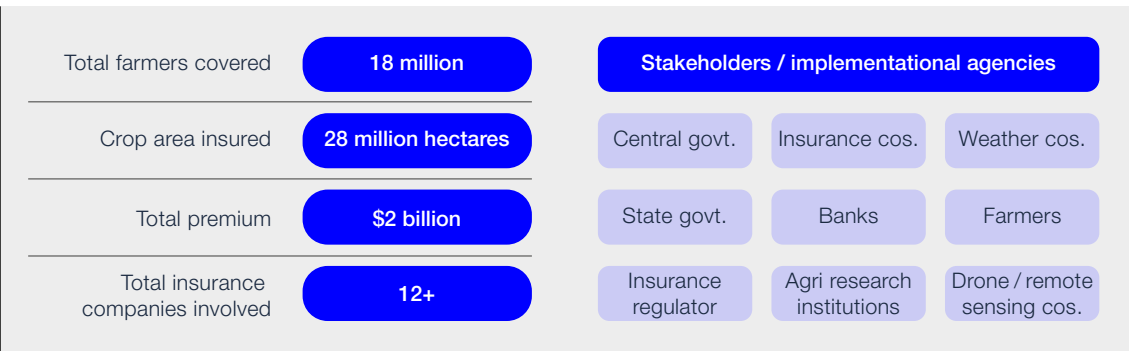 Total farmers covered
18 million
Crop area insured
28 million hectares
Total premium
$2 billion
Total insurance
companies involved
12+
Stakeholders / implementational agencies
Central govt.
Insurance cos.
Weather cos.
State govt.
Banks
Farmers
Insurance
regulator
Agri research
institutions
Drone / remote
sensing cos.